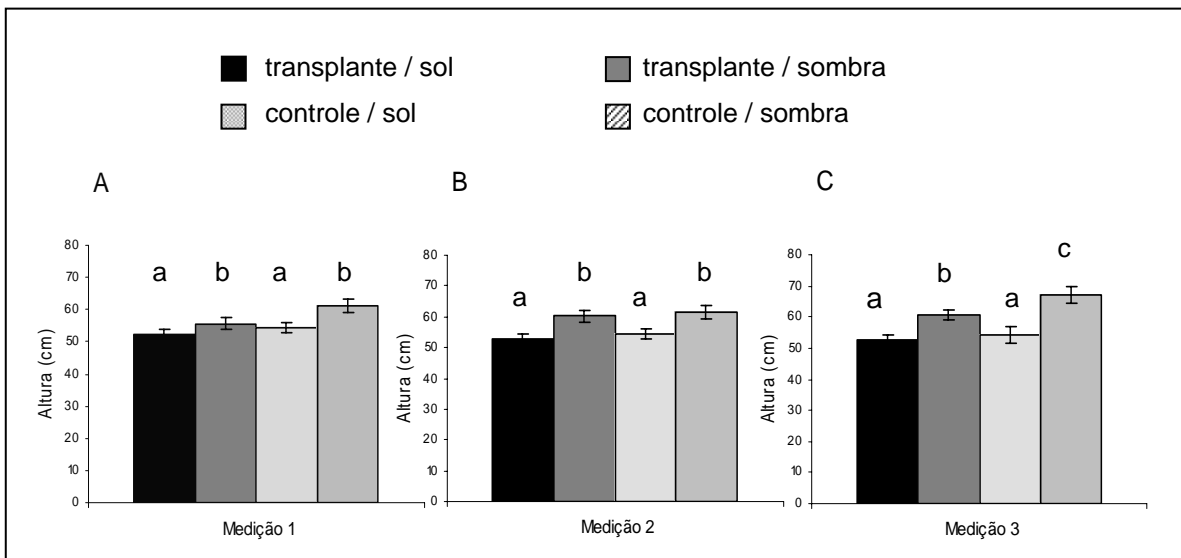 transplante / sol transplante / sombra
controle / sol controle / sombra
A B C
Altura (cm)
80
70
60
50
40
30
20
10
0
a b a b
Medição 1
Altura (cm)
80
70
60
50
40
30
20
10
0
a b a b
Medição 2
Altura (cm)
80
70
60
50
40
30
20
10
0
a b a c
Medição 3